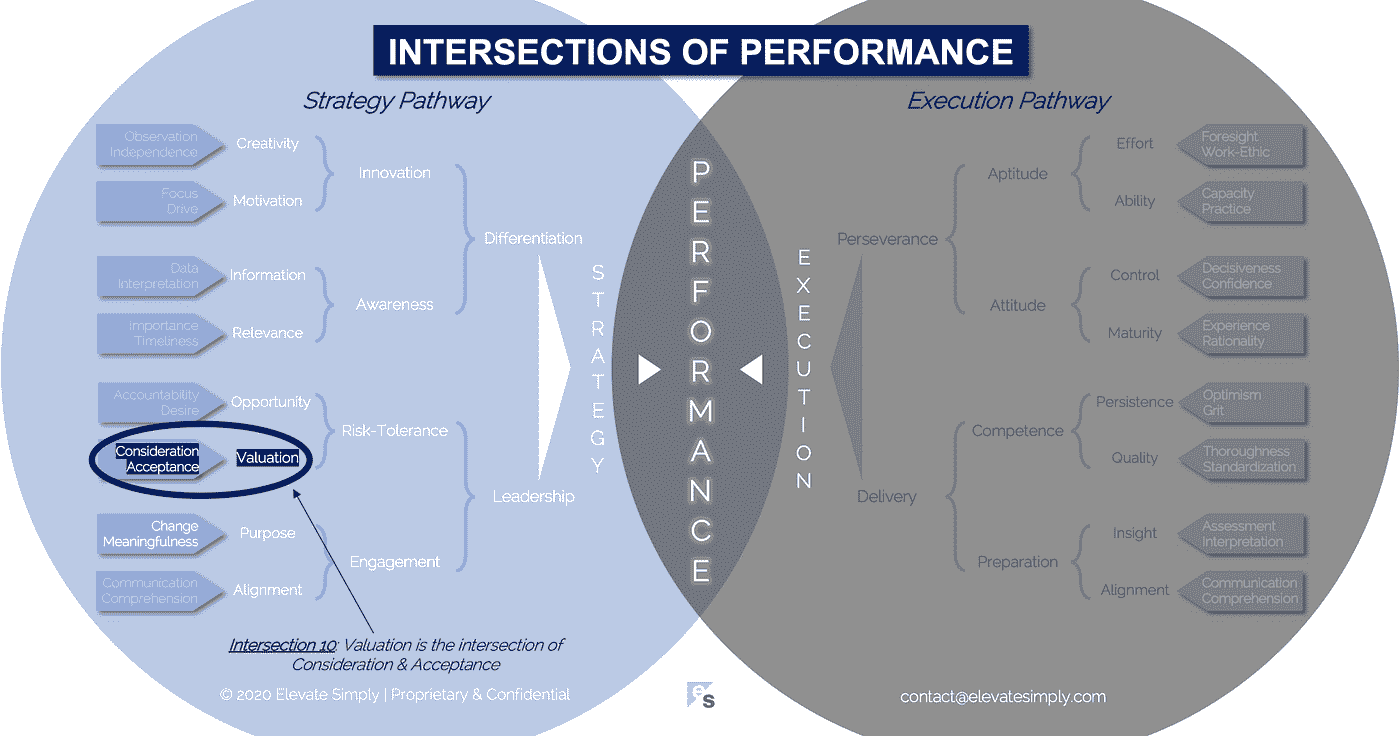 INTERSECTIONS OF PERFORMANCE
Strategy Pathway
Observation
Independence
Creativity
Focus
Drive
Motivation
Innovation
Data
Interpretation
Information
Importance
Timeliness
Relevance
Awareness
Differentiation
Accountability
Desire
Opportunity
Consideration
Acceptance
Valuation
Risk-Tolerance
Change
Meaningfulness
Purpose
Communication
Comprehension
Alignment
Engagement
Leadership
STRATEGY
PERFORMANCE
EXECUTION
Execution Pathway
Perseverance
Aptitude
Effort
Foresight
Work-Ethic
Ability
Capacity
Practice
Attitude
Control
Decisiveness
Confidence
Maturity
Experience
Rationality
Delivery
Competence
Persistence
Optimism
Grit
Quality
Thoroughness
Standardization
Preparation
Insight
Assessment
Interpretation
Alignment
Communication
Comprehension
Intersection 10: Valuation is the intersection of
Consideration & Acceptance
© 2020 Elevate Simply | Proprietary & Confidential
es
contact@elevatesimply.com